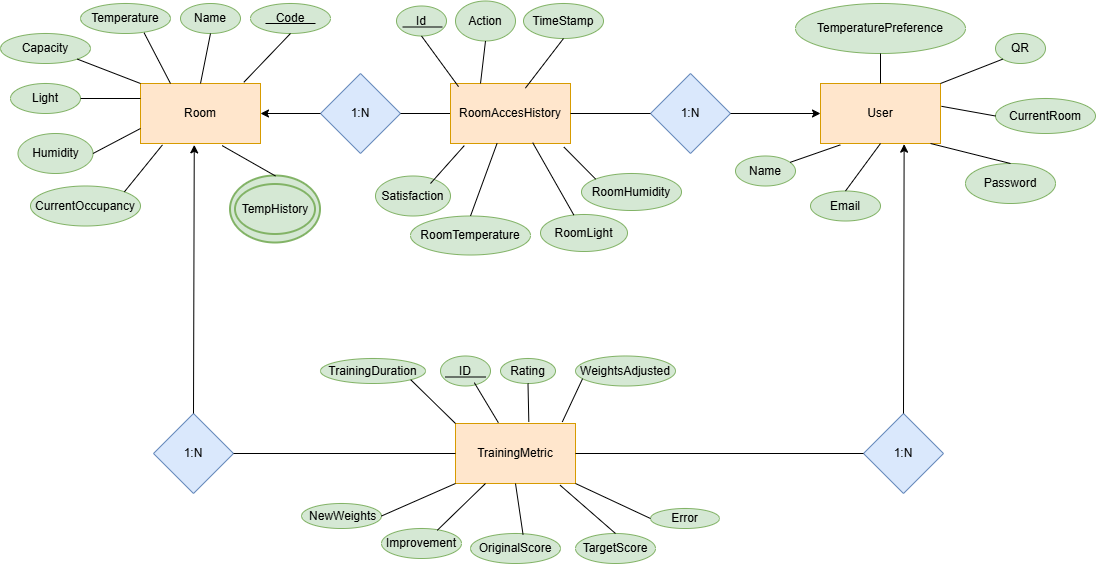 Temperature
Name
Code
Id
Action
TimeStamp
TemperaturePreference
Capacity
QR
Light
Room
1:N
RoomAccesHistory
1:N
User
CurrentRoom
Humidity
Name
Password
Satisfaction
RoomHumidity
CurrentOccupancy
TempHistory
Email
RoomTemperature
RoomLight
TrainingDuration
ID
Rating
WeightsAdjusted
1:N
TrainingMetric
1:N
NewWeights
Error
Improvement
OriginalScore
TargetScore